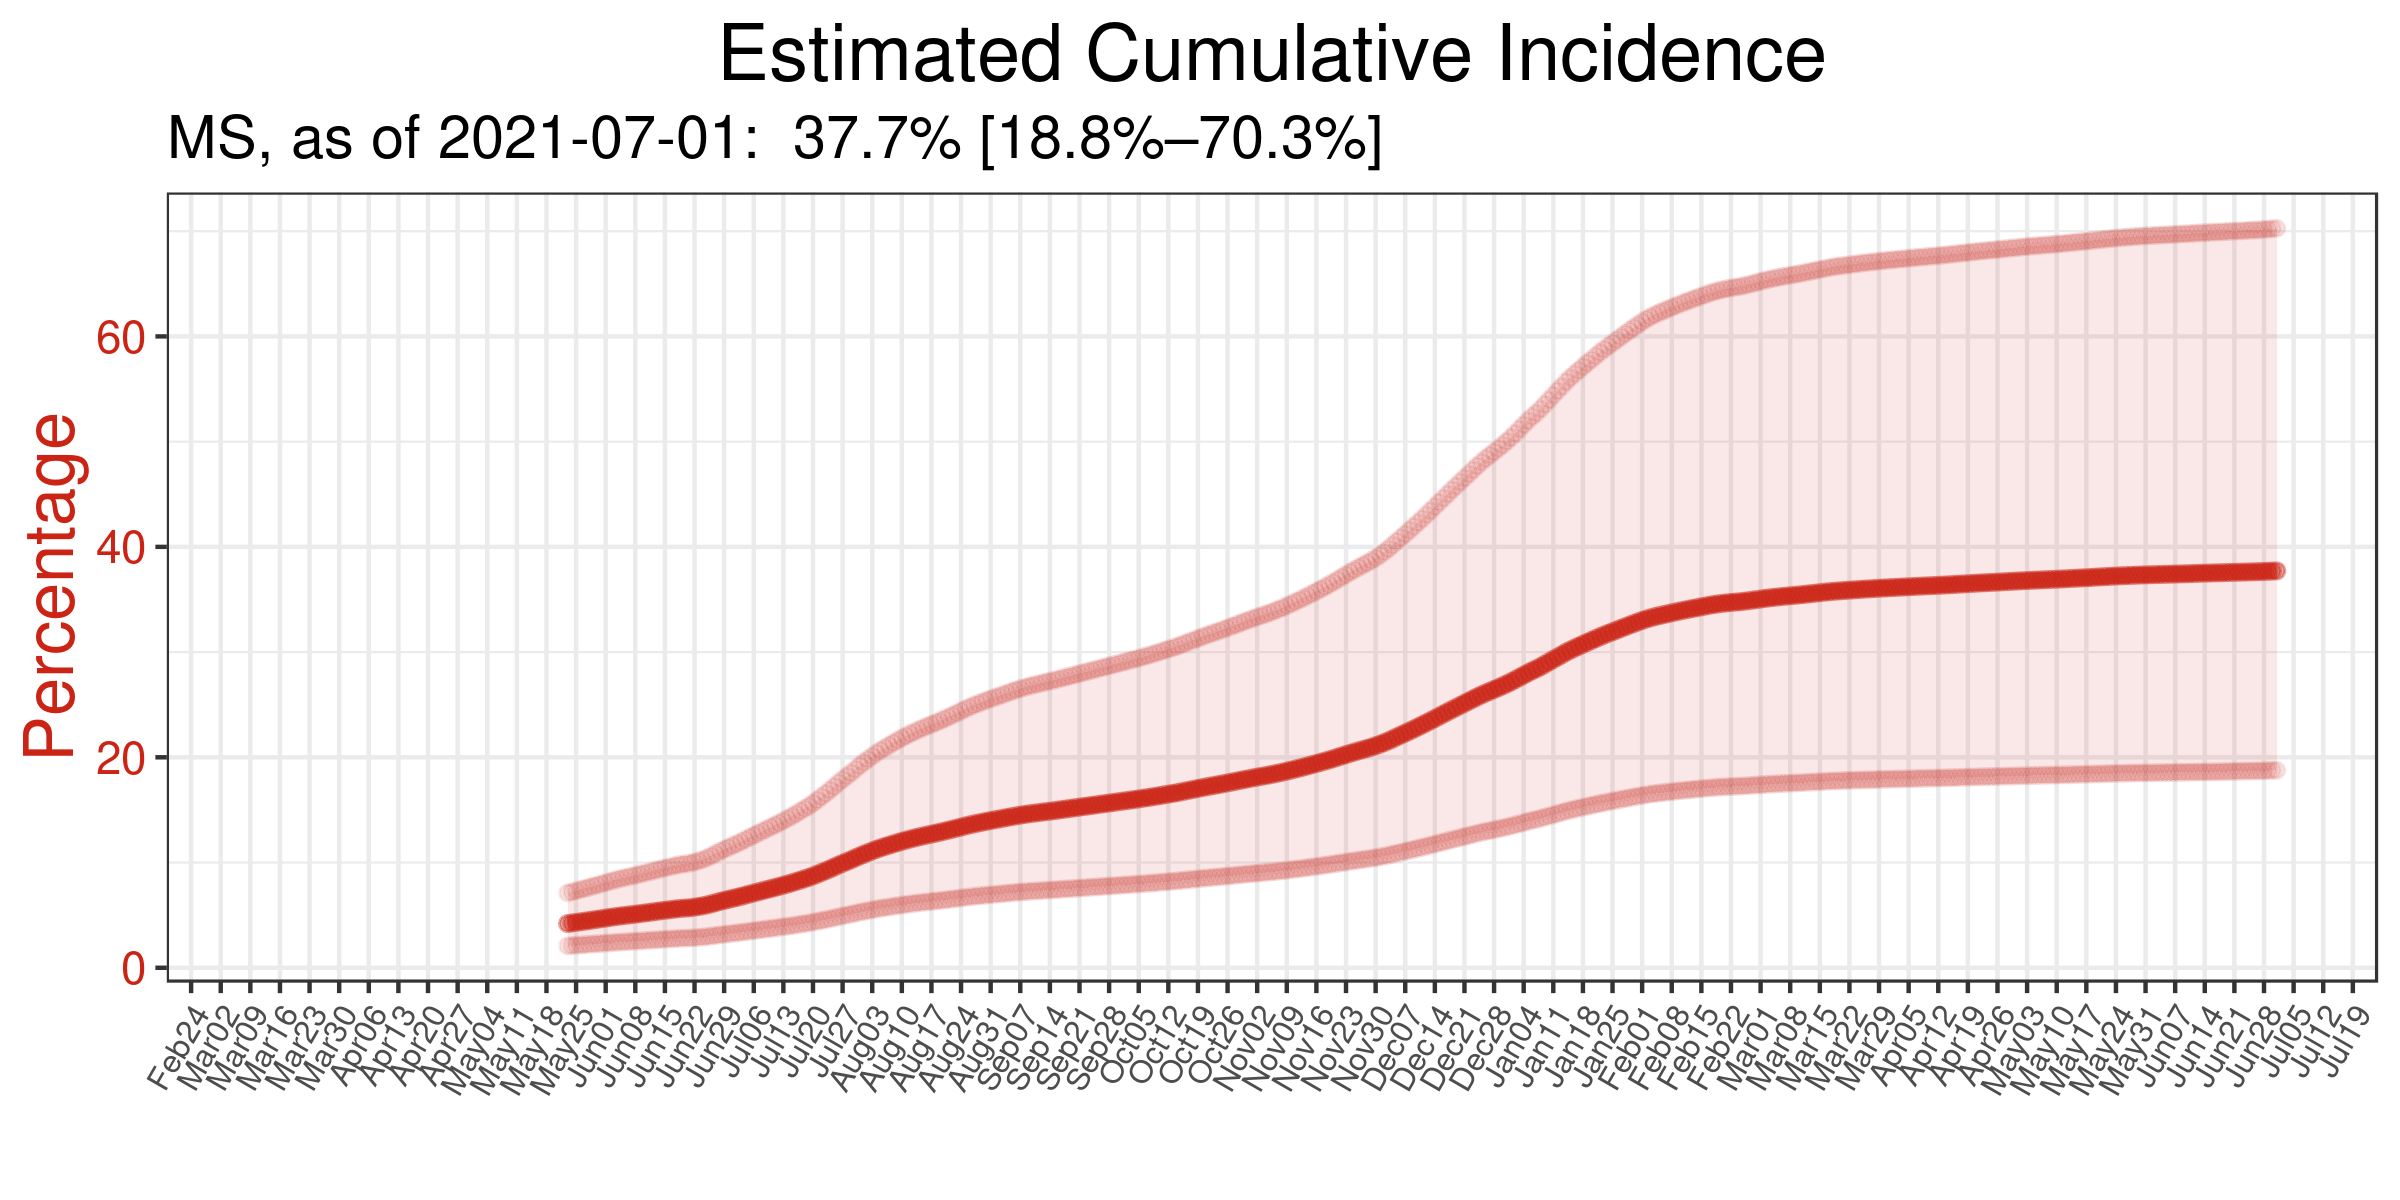 Estimated Cumulative Incidence
MS, as of 2021-07-01:  37.7% [18.8%–70.3%]
Percentage
60
40
20
0
Feb24
Mar02
Mar09
Mar16
Mar23
Mar30
Apr06
Apr13
Apr20
Apr27
May04
May11
May18
May25
Jun01
Jun08
Jun15
Jun22
Jun29
Jul06
Jul13
Jul20
Jul27
Aug03
Aug10
Aug17
Aug24
Aug31
Sep07
Sep14
Sep21
Sep28
Oct05
Oct12
Oct19
Oct26
Nov02
Nov09
Nov16
Nov23
Nov30
Dec07
Dec14
Dec21
Dec28
Jan04
Jan11
Jan18
Jan25
Feb01
Feb08
Feb15
Feb22
Mar01
Mar08
Mar15
Mar22
Mar29
Apr05
Apr12
Apr19
Apr26
May03
May10
May17
May24
May31
Jun07
Jun14
Jun21
Jun28
Jul05
Jul12
Jul19